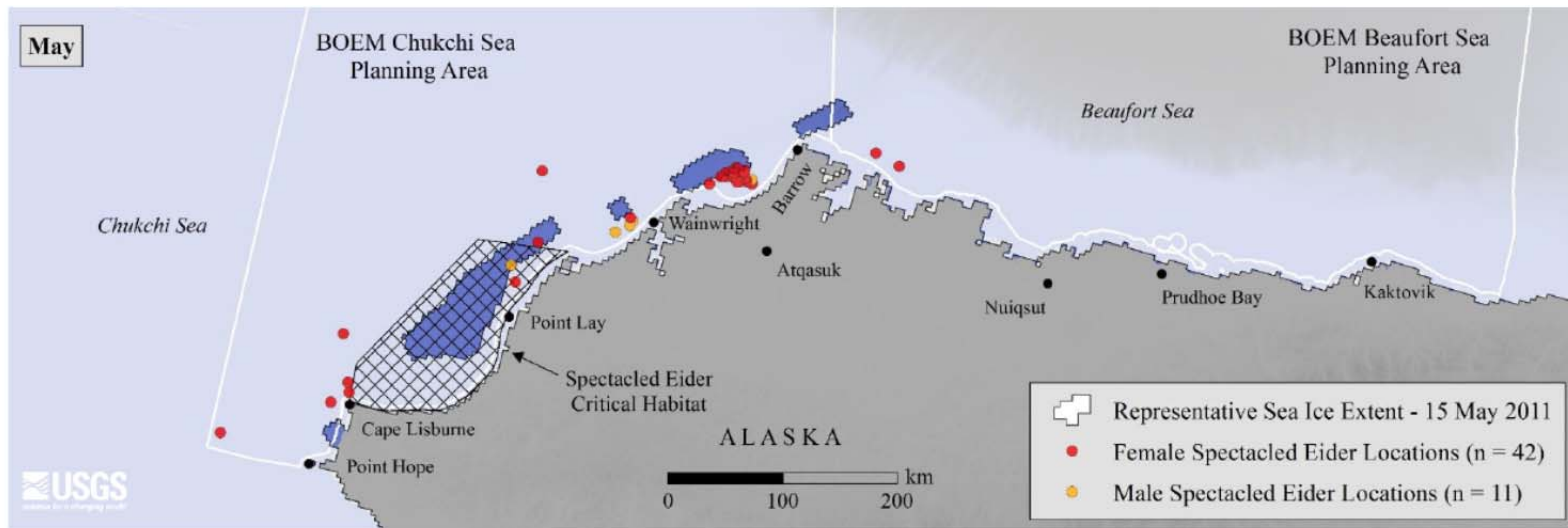 May
BOEM Chukchi Sea
Planning Area
BOEM Beaufort Sea
Planning Area
Beaufort Sea
Chukchi Sea
Barrow
Wainwright
Atqasuk
Nuiqsut
Prudhoe Bay
Kaktovik
Point Lay
Spectacled Eider
Critical Habitat
Cape Lisburne
Point Hope
ALASKA
km
0 100 200
Representative Sea Ice Extent - 15 May 2011
Female Spectacled Eider Locations (n = 42)
Male Spectacled Eider Locations (n = 11)
USGS